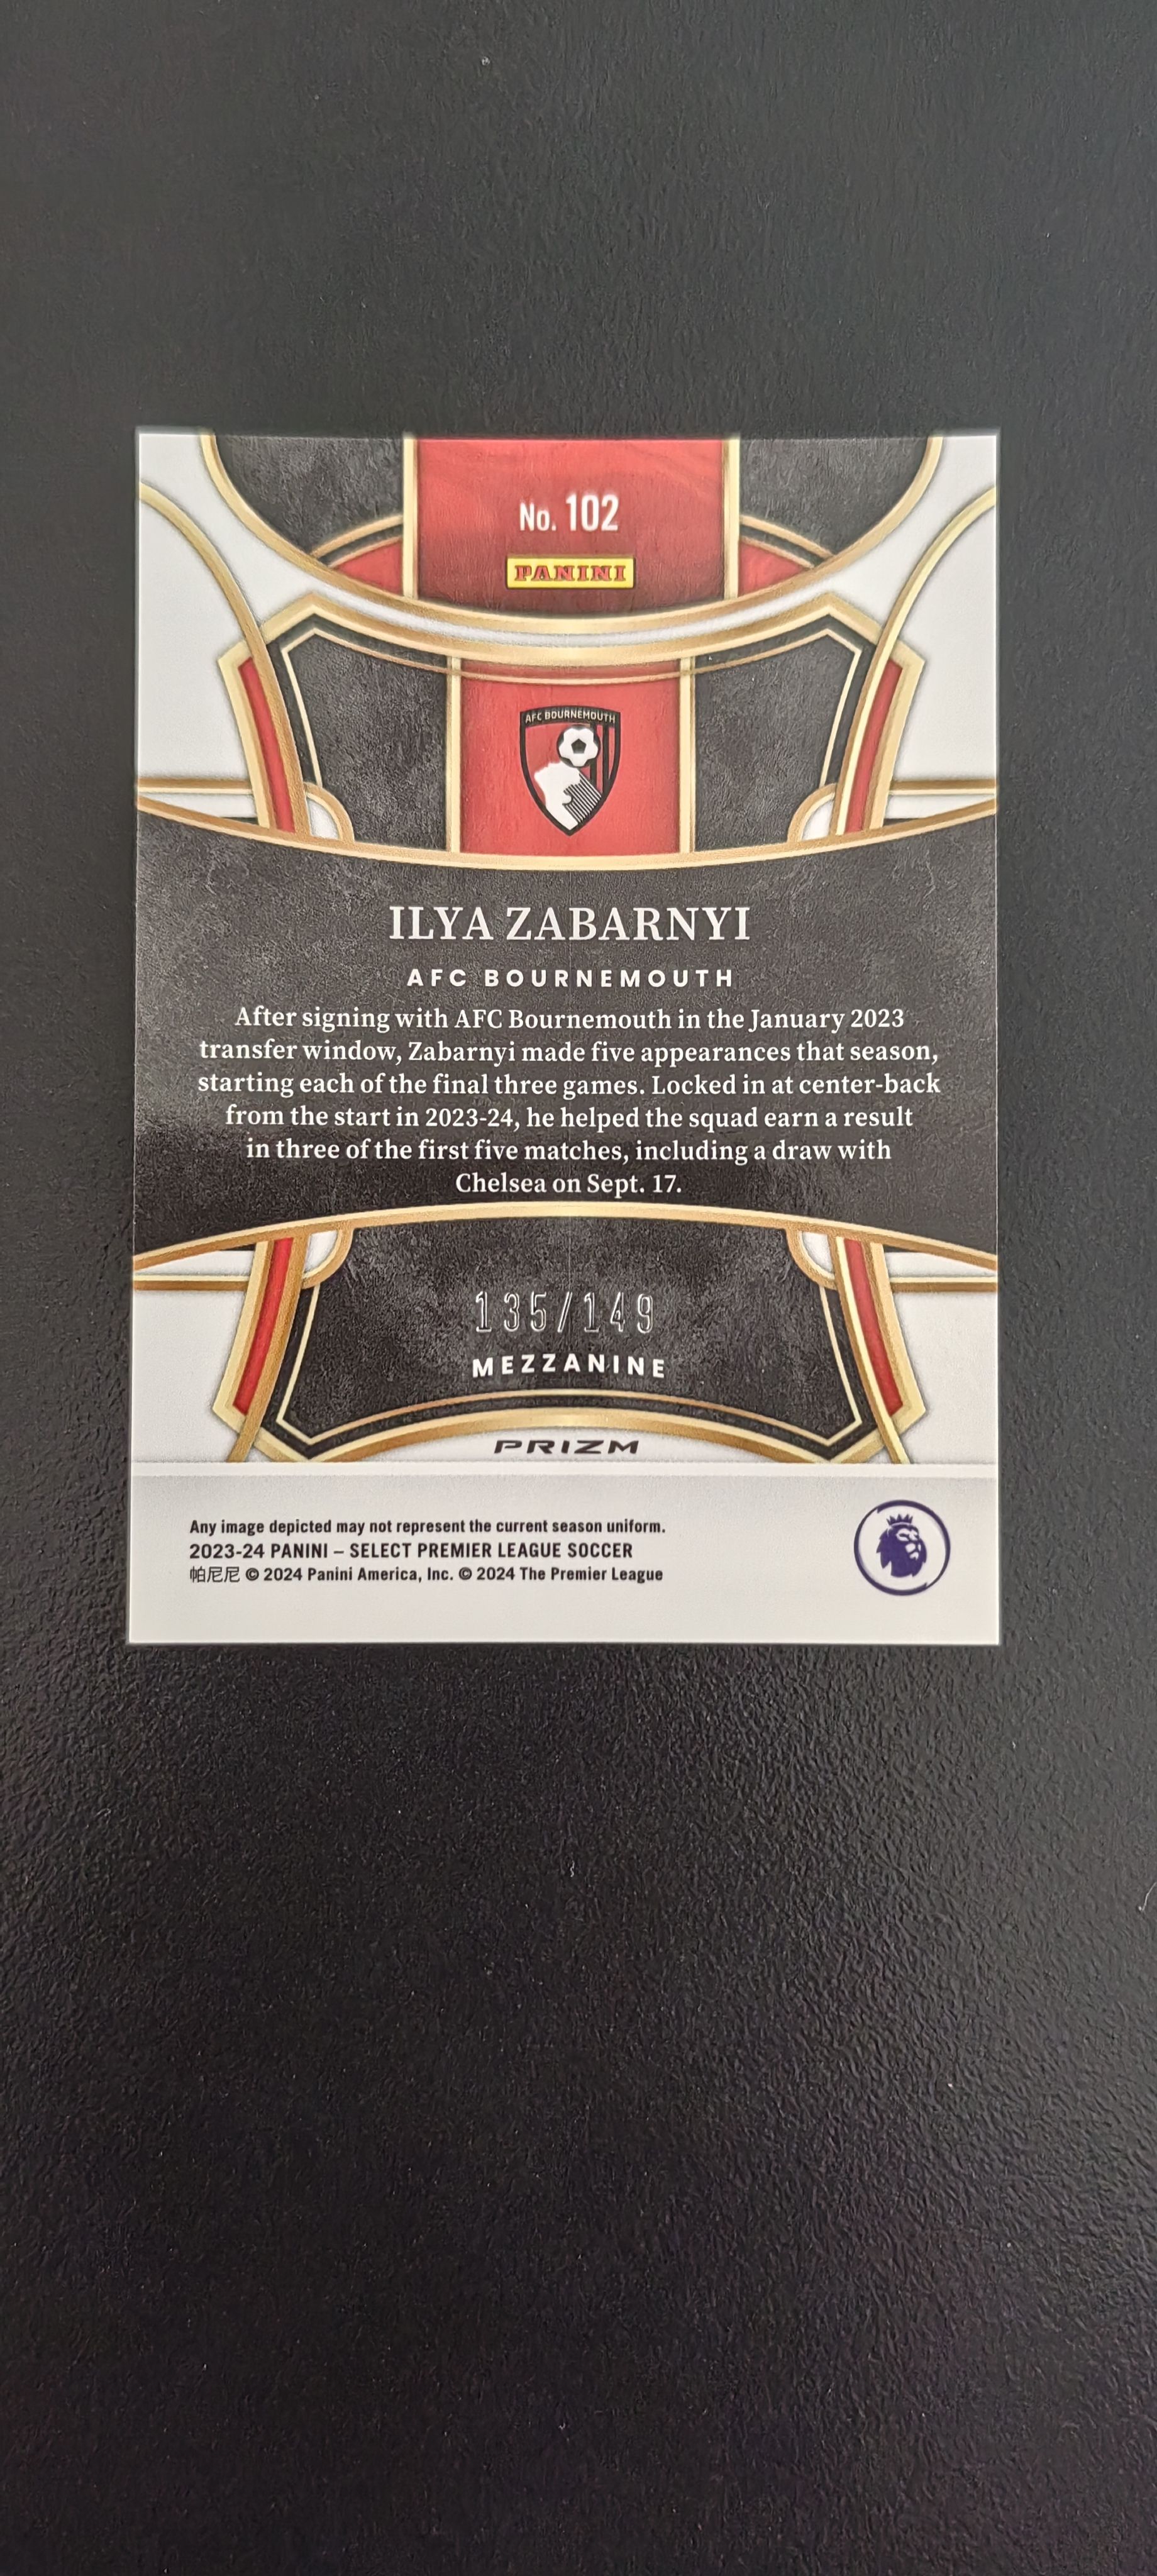 No. 102
PANINI
AFC BOURNEMOUTH
ILYA ZABARNYI
AFC BOURNEMOUTH
After signing with AFC Bournemouth in the January 2023
transfer window, Zabarnyi made five appearances that season,
starting each of the final three games. Locked in at center-back
from the start in 2023-24, he helped the squad earn a result
in three of the first five matches, including a draw with
Chelsea on Sept. 17.
135/149
MEZZANINE
PRIZM
Any image depicted may not represent the current season uniform.
2023-24 PANINI – SELECT PREMIER LEAGUE SOCCER
帕尼尼 © 2024 Panini America, Inc. © 2024 The Premier League